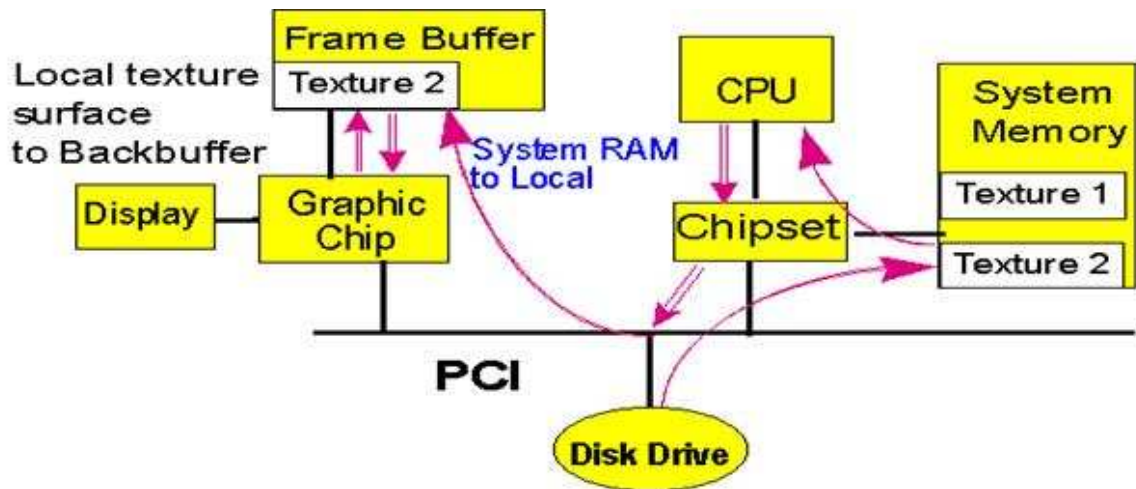 Frame Buffer
Texture 2
Local texture
surface
to Backbuffer
System RAM
to Local
CPU
System
Memory
Texture 1
Texture 2
Display
Graphic
Chip
Chipset
PCI
Disk Drive